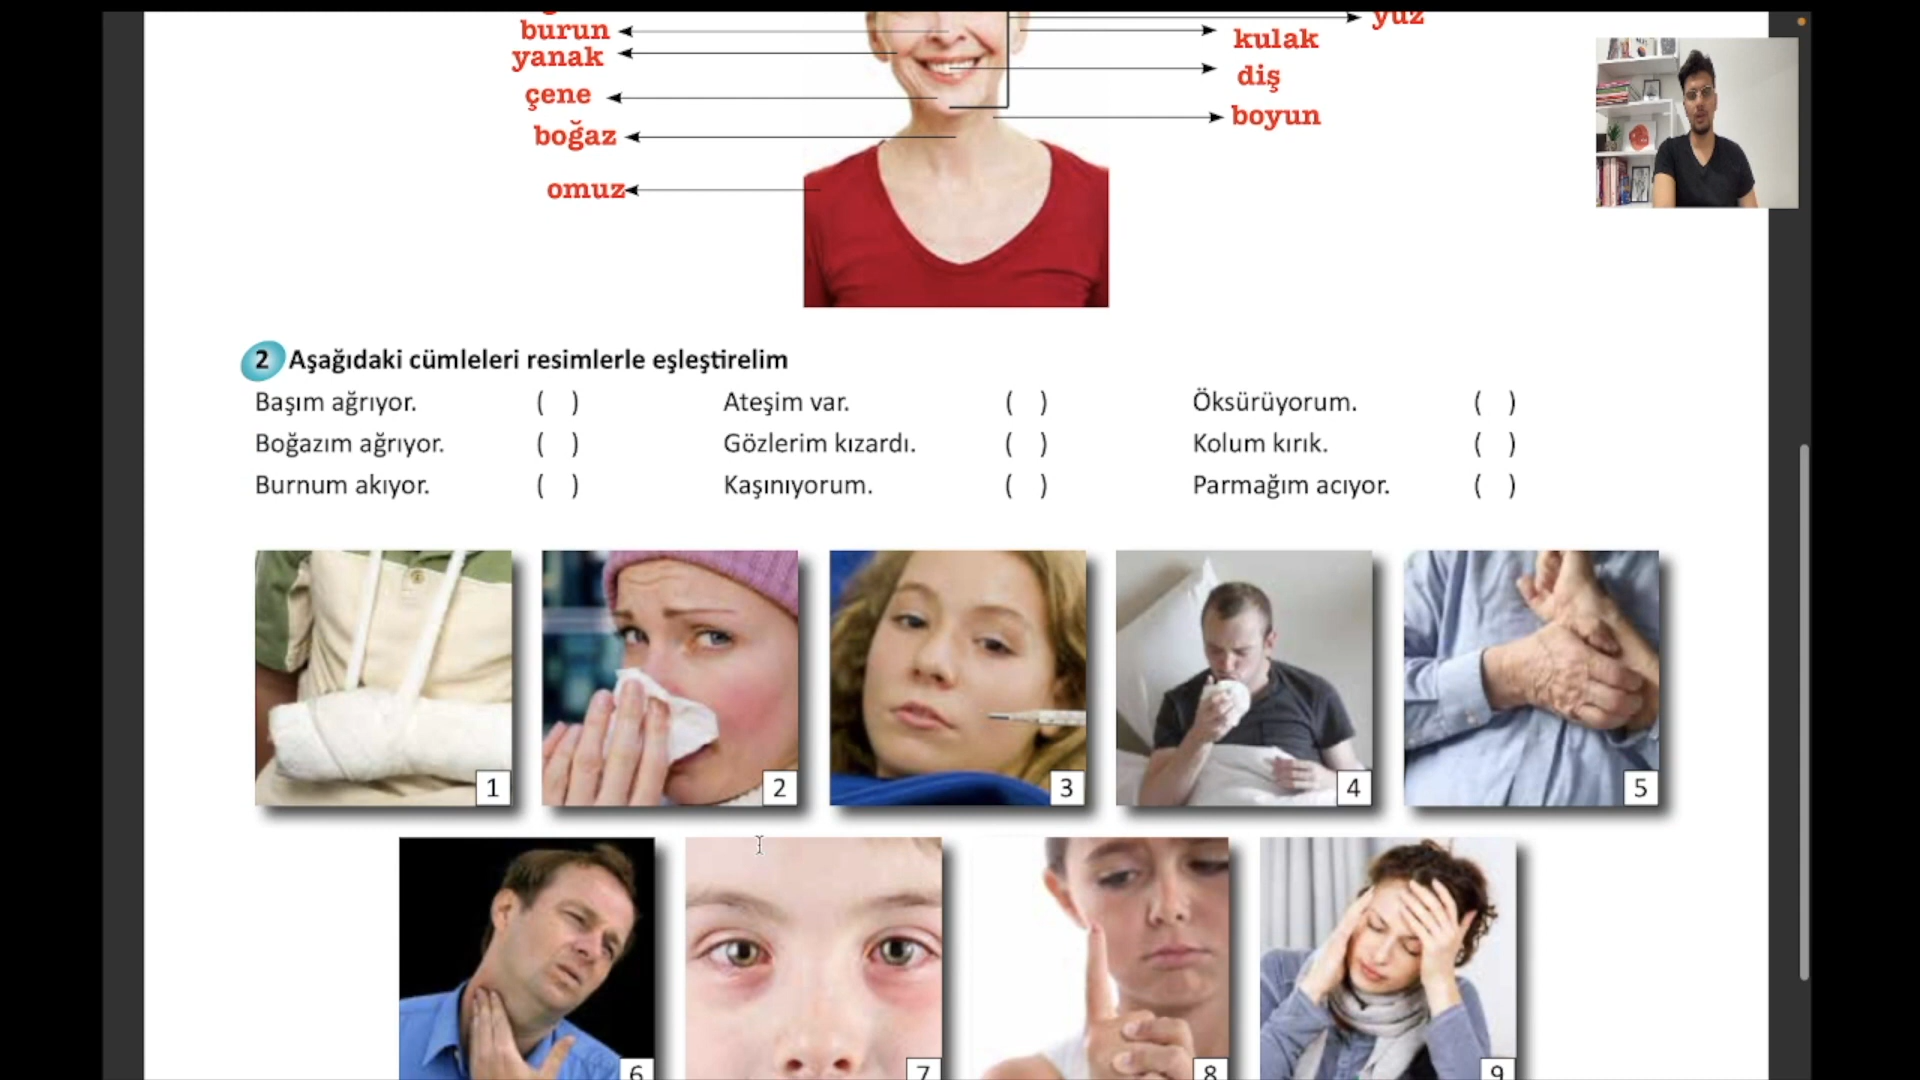 burun
yüz
yanak
kulak
diş
çene
boyun
boğaz
omuz
2 Aşağıdaki cümleleri resimlerle eşleştirelim
Başım ağrıyor. ( ) Ateşim var. ( ) Öksürüyorum. ( )
Boğazım ağrıyor. ( ) Gözlerim kızardı. ( ) Kolum kırık. ( )
Burnum akıyor. ( ) Kaşınıyorum. ( ) Parmağım acıyor. ( )
1 2 3 4 5
6 7 8 9